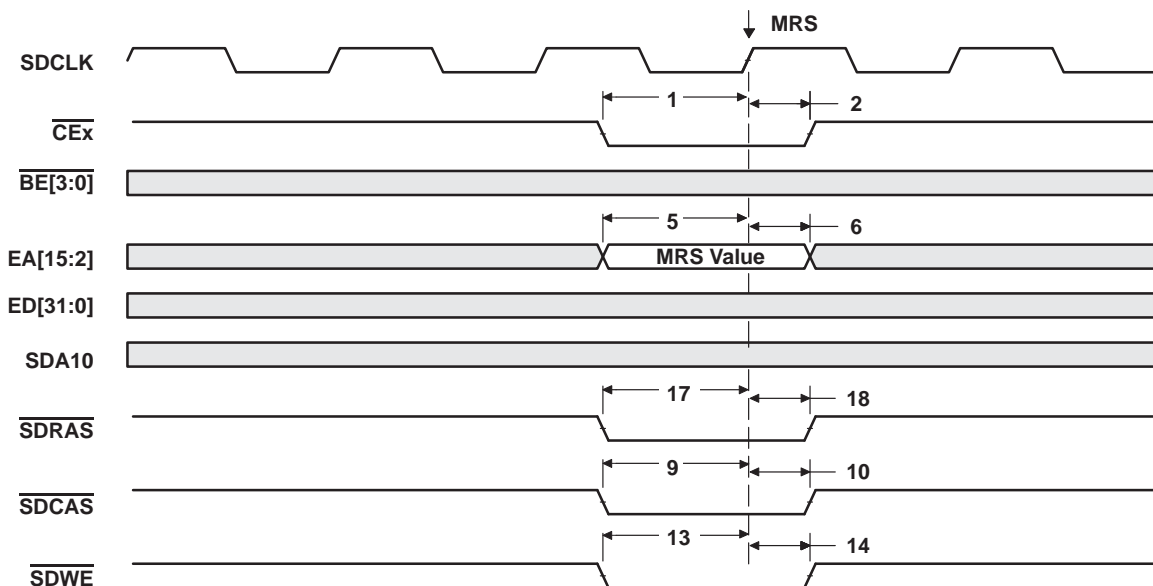 MRS
SDCLK
1 2
CEx
BE[3:0]
5 6
EA[15:2] MRS Value
ED[31:0]
SDA10
17 18
SDRAS
9 10
SDCAS
13 14
SDWE